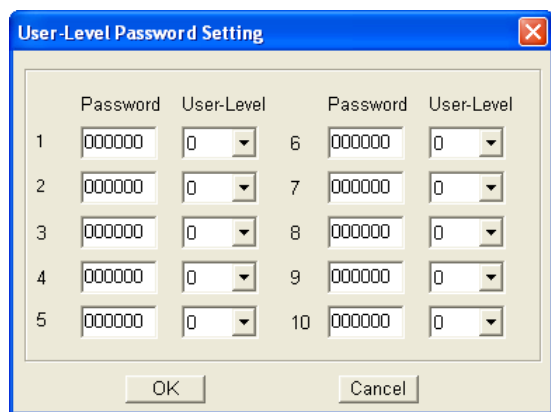 User-Level Password Setting
Password User-Level Password User-Level
1 000000 0 6 000000 0
2 000000 0 7 000000 0
3 000000 0 8 000000 0
4 000000 0 9 000000 0
5 000000 0 10 000000 0
OK Cancel